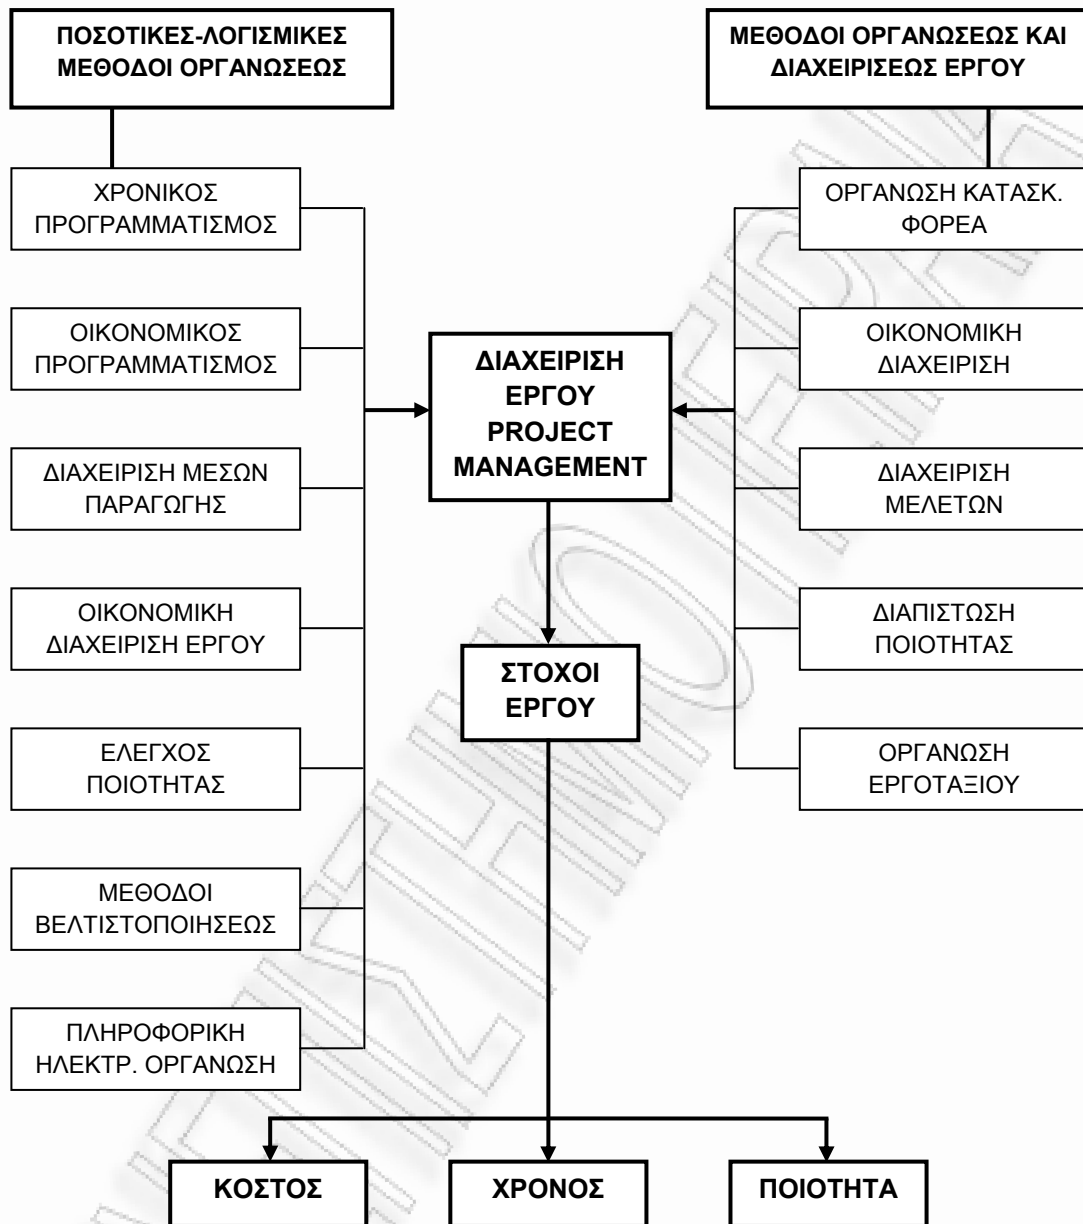 ΠΟΣΟΤΙΚΕΣ-ΛΟΓΙΣΜΙΚΕΣ
ΜΕΘΟΔΟΙ ΟΡΓΑΝΩΣΕΩΣ
ΜΕΘΟΔΟΙ ΟΡΓΑΝΩΣΕΩΣ ΚΑΙ
ΔΙΑΧΕΙΡΙΣΕΩΣ ΕΡΓΟΥ
ΧΡΟΝΙΚΟΣ
ΠΡΟΓΡΑΜΜΑΤΙΣΜΟΣ
ΟΙΚΟΝΟΜΙΚΟΣ
ΠΡΟΓΡΑΜΜΑΤΙΣΜΟΣ
ΔΙΑΧΕΙΡΙΣΗ ΜΕΣΩΝ
ΠΑΡΑΓΩΓΗΣ
ΟΙΚΟΝΟΜΙΚΗ
ΔΙΑΧΕΙΡΙΣΗ ΕΡΓΟΥ
ΕΛΕΓΧΟΣ
ΠΟΙΟΤΗΤΑΣ
ΜΕΘΟΔΟΙ
ΒΕΛΤΙΣΤΟΠΟΙΗΣΕΩΣ
ΠΛΗΡΟΦΟΡΙΚΗ
ΗΛΕΚΤΡ. ΟΡΓΑΝΩΣΗ
ΔΙΑΧΕΙΡΙΣΗ
ΕΡΓΟΥ
PROJECT
MANAGEMENT
ΣΤΟΧΟΙ
ΕΡΓΟΥ
ΟΡΓΑΝΩΣΗ ΚΑΤΑΣΚ.
ΦΟΡΕΑ
ΟΙΚΟΝΟΜΙΚΗ
ΔΙΑΧΕΙΡΙΣΗ
ΔΙΑΧΕΙΡΙΣΗ
ΜΕΛΕΤΩΝ
ΔΙΑΠΙΣΤΩΣΗ
ΠΟΙΟΤΗΤΑΣ
ΟΡΓΑΝΩΣΗ
ΕΡΓΟΤΑΞΙΟΥ
ΚΟΣΤΟΣ
ΧΡΟΝΟΣ
ΠΟΙΟΤΗΤΑ